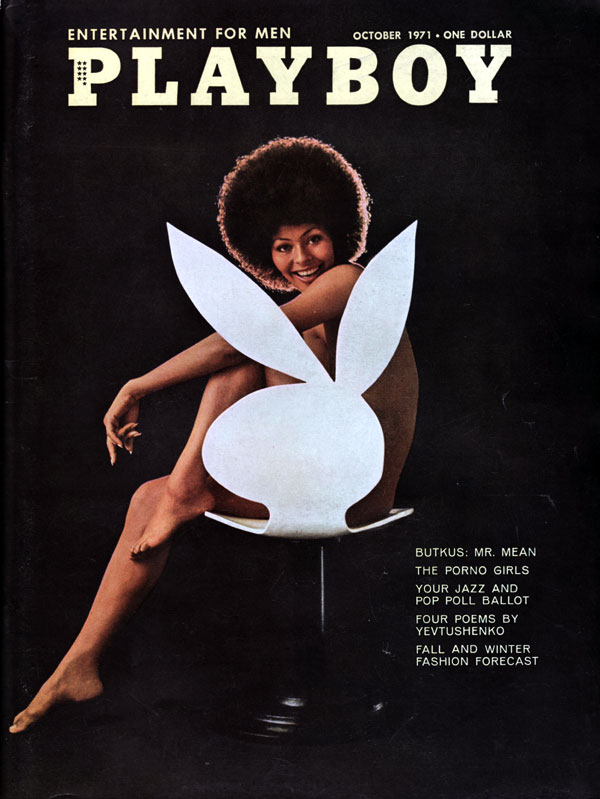 ENTERTAINMENT FOR MEN
OCTOBER 1971 • ONE DOLLAR
PLAYBOY
BUTKUS: MR. MEAN
THE PORNO GIRLS
YOUR JAZZ AND
POP POLL BALLOT
FOUR POEMS BY
YEVTUSHENKO
FALL AND WINTER
FASHION FORECAST